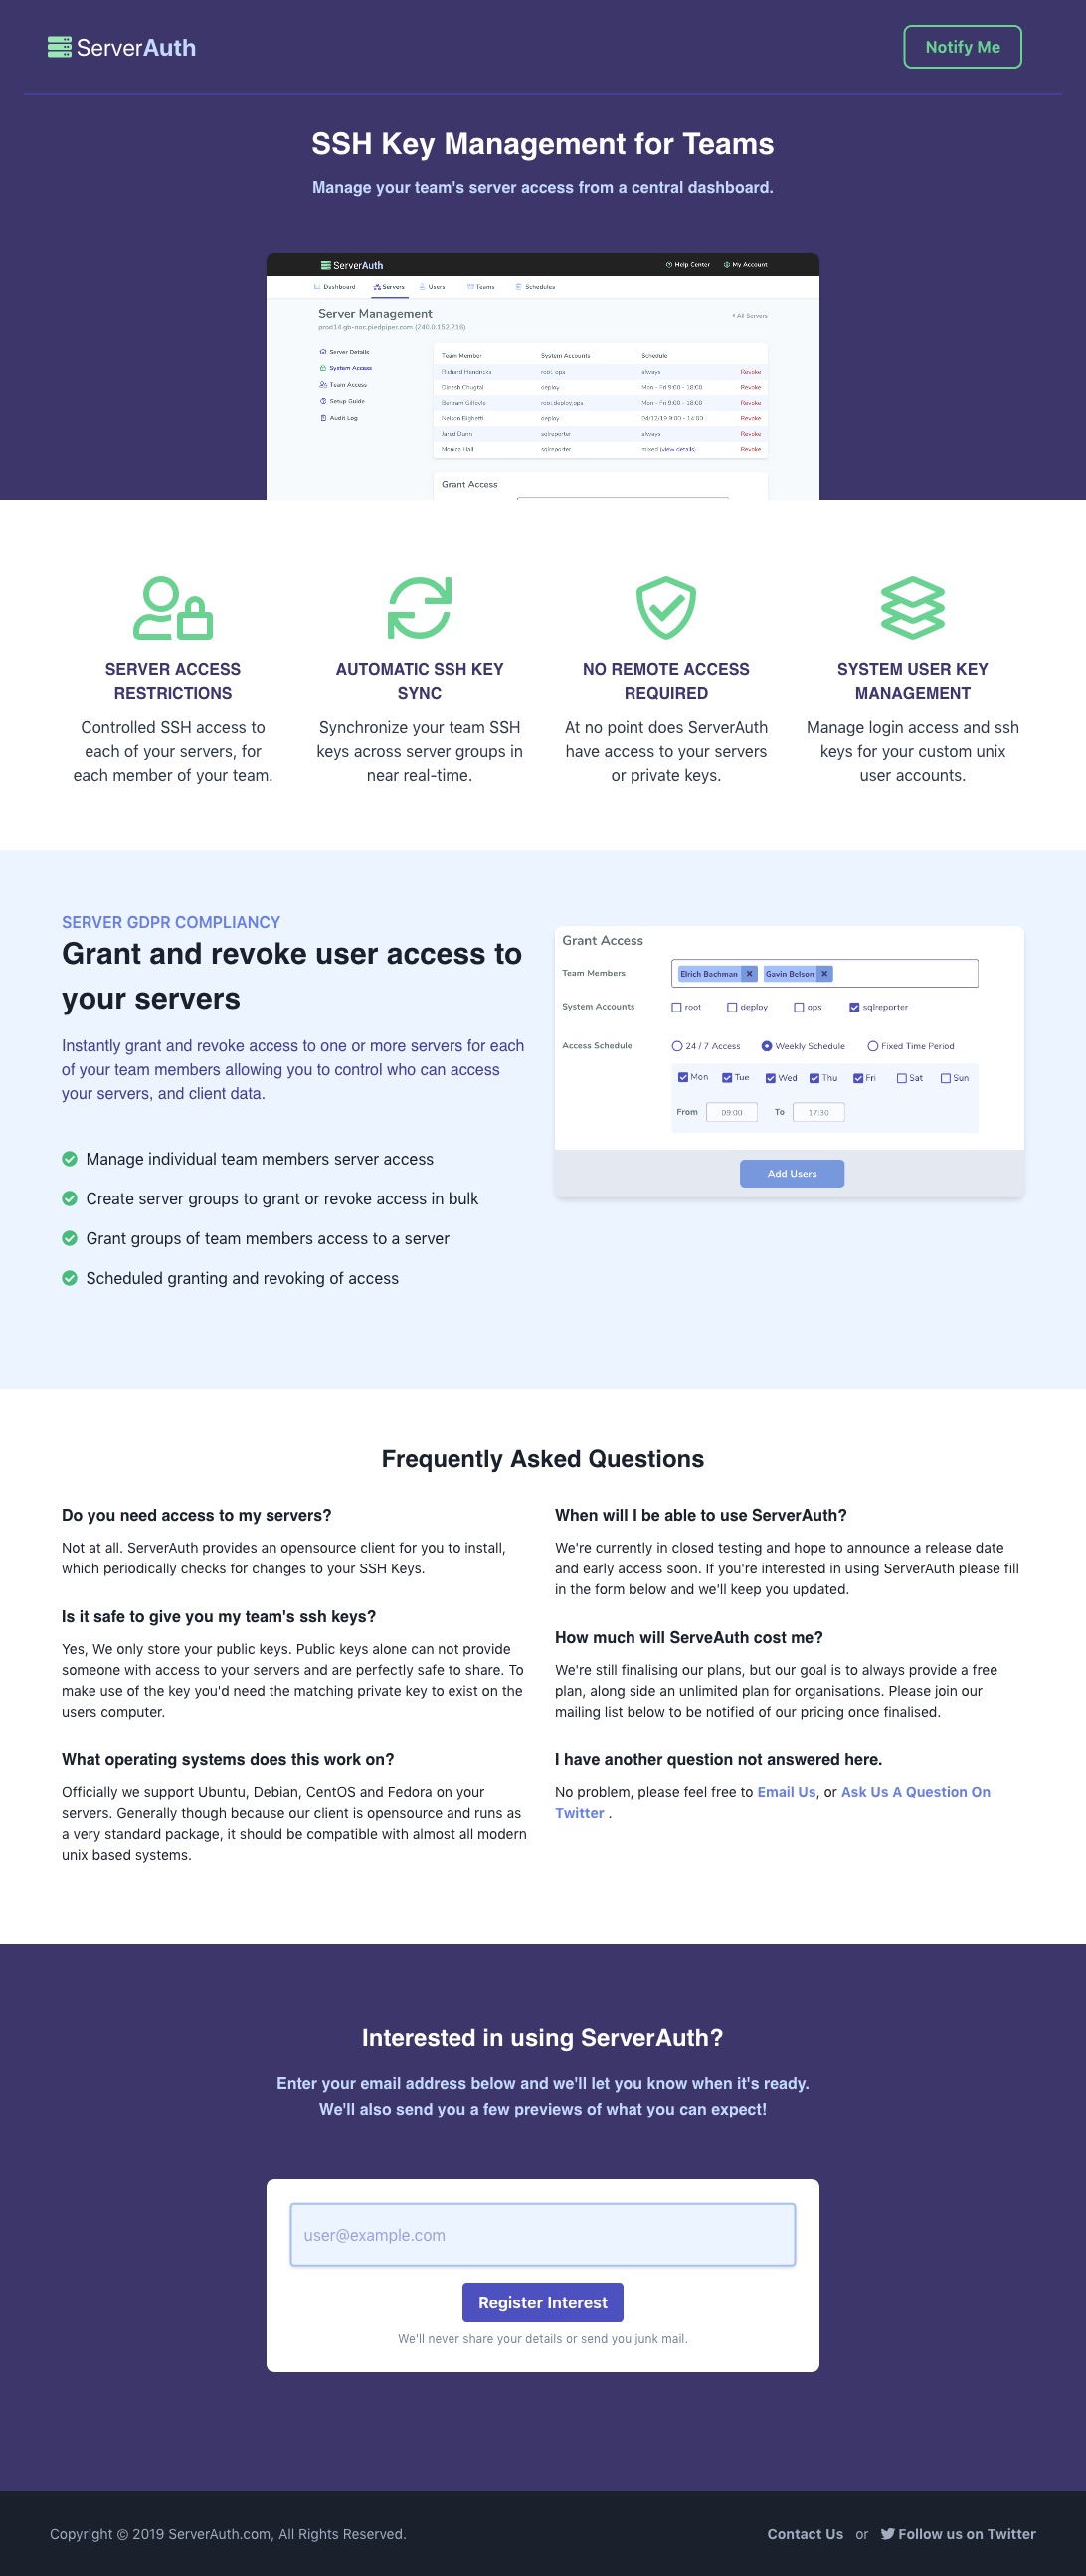 ServerAuth
Notify Me
SSH Key Management for Teams
Manage your team's server access from a central dashboard.
ServerAuth
Help Center My Account
Dashboard Servers Users Teams Schedules
Server Management
prod14.gb-noc.piedpiper.com (240.0.152.216)
All Servers
Server Details
System Access
Team Access
Setup Guide
Audit Log
Team Member System Accounts Schedule
Richard Hendricks root, ops always Revoke
Dinesh Chugtai deploy Mon - Fri 9:00 - 18:00 Revoke
Bertram Gilfoyle root,deploy,ops Mon - Fri 9:00 - 18:00 Revoke
Nelson Bighetti deploy 04/12/19 9:00 - 14:00 Revoke
Jared Dunn sqlreporter always Revoke
Monica Hall sqlreporter mixed (view details) Revoke
Grant Access
SERVER ACCESS
RESTRICTIONS
Controlled SSH access to
each of your servers, for
each member of your team.
AUTOMATIC SSH KEY
SYNC
Synchronize your team SSH
keys across server groups in
near real-time.
NO REMOTE ACCESS
REQUIRED
At no point does ServerAuth
have access to your servers
or private keys.
SYSTEM USER KEY
MANAGEMENT
Manage login access and ssh
keys for your custom unix
user accounts.
SERVER GDPR COMPLIANCY
Grant and revoke user access to
your servers
Instantly grant and revoke access to one or more servers for each
of your team members allowing you to control who can access
your servers, and client data.
Manage individual team members server access
Create server groups to grant or revoke access in bulk
Grant groups of team members access to a server
Scheduled granting and revoking of access
Grant Access
Team Members Elrich Bachman × Gavin Belson ×
System Accounts root deploy ops sqlreporter
Access Schedule 24 / 7 Access Weekly Schedule Fixed Time Period
Mon Tue Wed Thu Fri Sat Sun
From 09:00 To 17:30
Add Users
Frequently Asked Questions
Do you need access to my servers?
Not at all. ServerAuth provides an opensource client for you to install,
which periodically checks for changes to your SSH Keys.
Is it safe to give you my team's ssh keys?
Yes, We only store your public keys. Public keys alone can not provide
someone with access to your servers and are perfectly safe to share. To
make use of the key you'd need the matching private key to exist on the
users computer.
What operating systems does this work on?
Officially we support Ubuntu, Debian, CentOS and Fedora on your
servers. Generally though because our client is opensource and runs as
a very standard package, it should be compatible with almost all modern
unix based systems.
When will I be able to use ServerAuth?
We're currently in closed testing and hope to announce a release date
and early access soon. If you're interested in using ServerAuth please fill
in the form below and we'll keep you updated.
How much will ServeAuth cost me?
We're still finalising our plans, but our goal is to always provide a free
plan, along side an unlimited plan for organisations. Please join our
mailing list below to be notified of our pricing once finalised.
I have another question not answered here.
No problem, please feel free to Email Us, or Ask Us A Question On
Twitter .
Interested in using ServerAuth?
Enter your email address below and we'll let you know when it's ready.
We'll also send you a few previews of what you can expect!
user@example.com
Register Interest
We'll never share your details or send you junk mail.
Copyright © 2019 ServerAuth.com, All Rights Reserved.
Contact Us or Follow us on Twitter